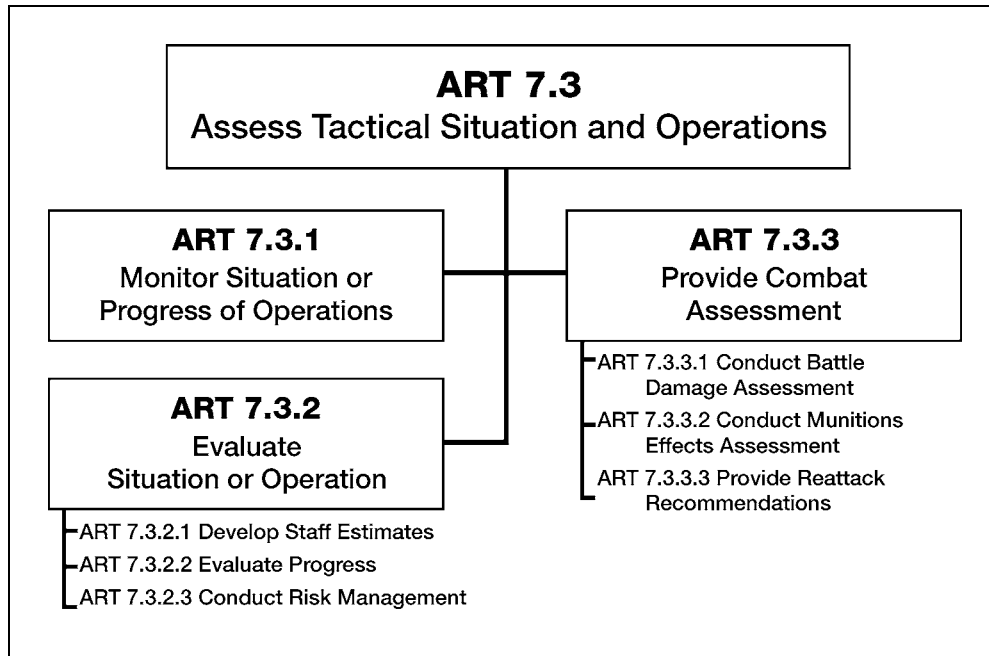 ART 7.3
Assess Tactical Situation and Operations
ART 7.3.1
Monitor Situation or
Progress of Operations
ART 7.3.2
Evaluate
Situation or Operation
ART 7.3.2.1 Develop Staff Estimates
ART 7.3.2.2 Evaluate Progress
ART 7.3.2.3 Conduct Risk Management
ART 7.3.3
Provide Combat
Assessment
ART 7.3.3.1 Conduct Battle
Damage Assessment
ART 7.3.3.2 Conduct Munitions
Effects Assessment
ART 7.3.3.3 Provide Reattack
Recommendations